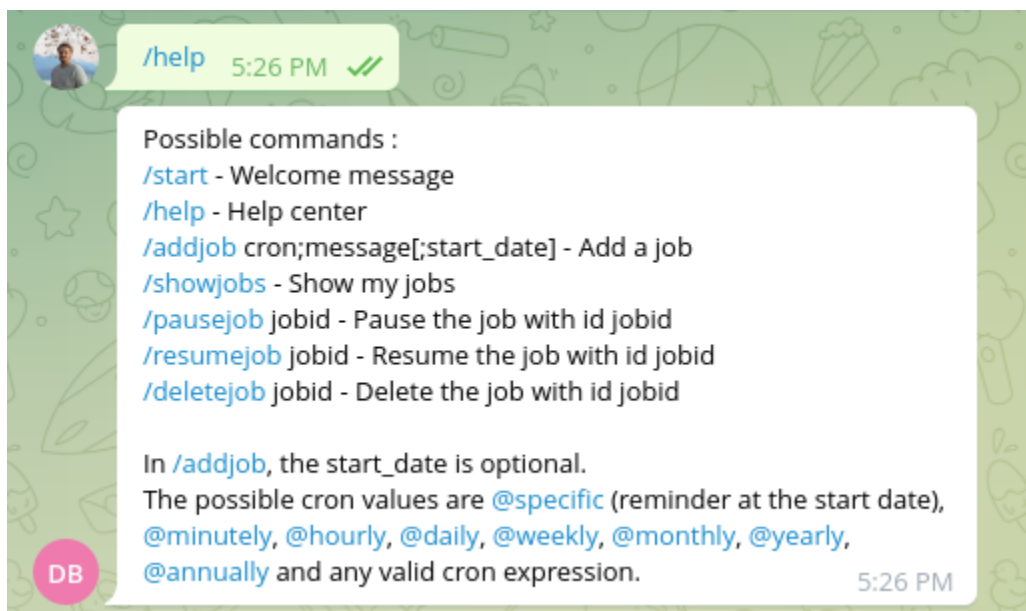 /help 5:26 PM
Possible commands :
/start - Welcome message
/help - Help center
/addjob cron;message[;start_date] - Add a job
/showjobs - Show my jobs
/pausejob jobid - Pause the job with id jobid
/resumejob jobid - Resume the job with id jobid
/deletejob jobid - Delete the job with id jobid
In /addjob, the start_date is optional.
The possible cron values are @specific (reminder at the start date),
@minutely, @hourly, @daily, @weekly, @monthly, @yearly,
@annually and any valid cron expression.
DB
5:26 PM